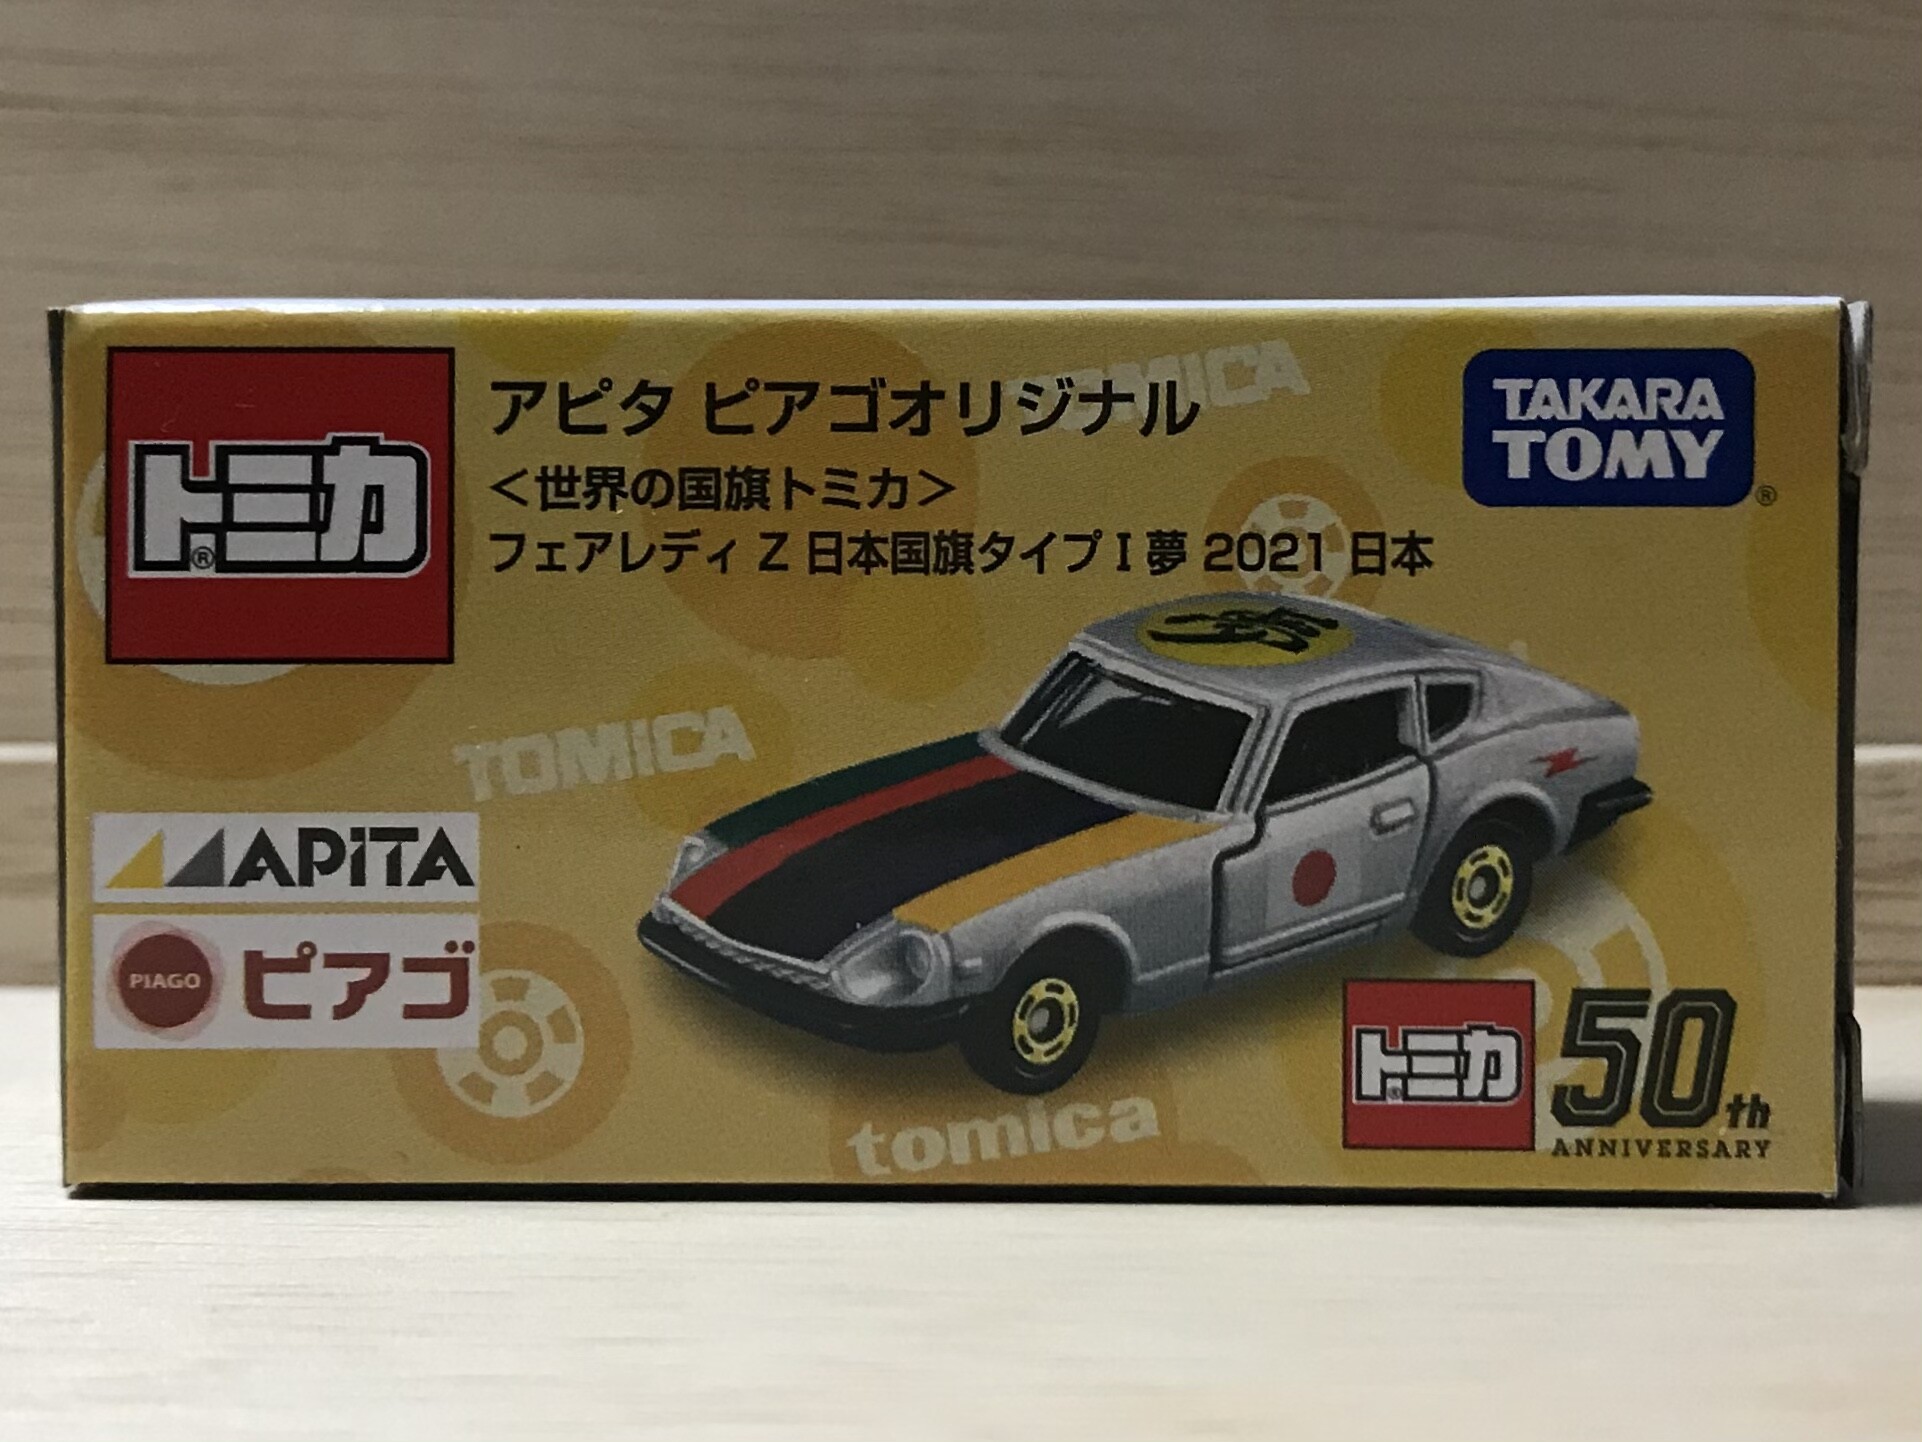 トミカ®
アピタ ピアゴオリジナル
TOMICA
＜世界の国旗トミカ＞
フェアレディ Z 日本国旗タイプ I 夢 2021 日本
TAKARA
TOMY®
夢
TOMICA
APiTA
PIAGO
ピアゴ
tomica
トミカ®
50th
ANNIVERSARY